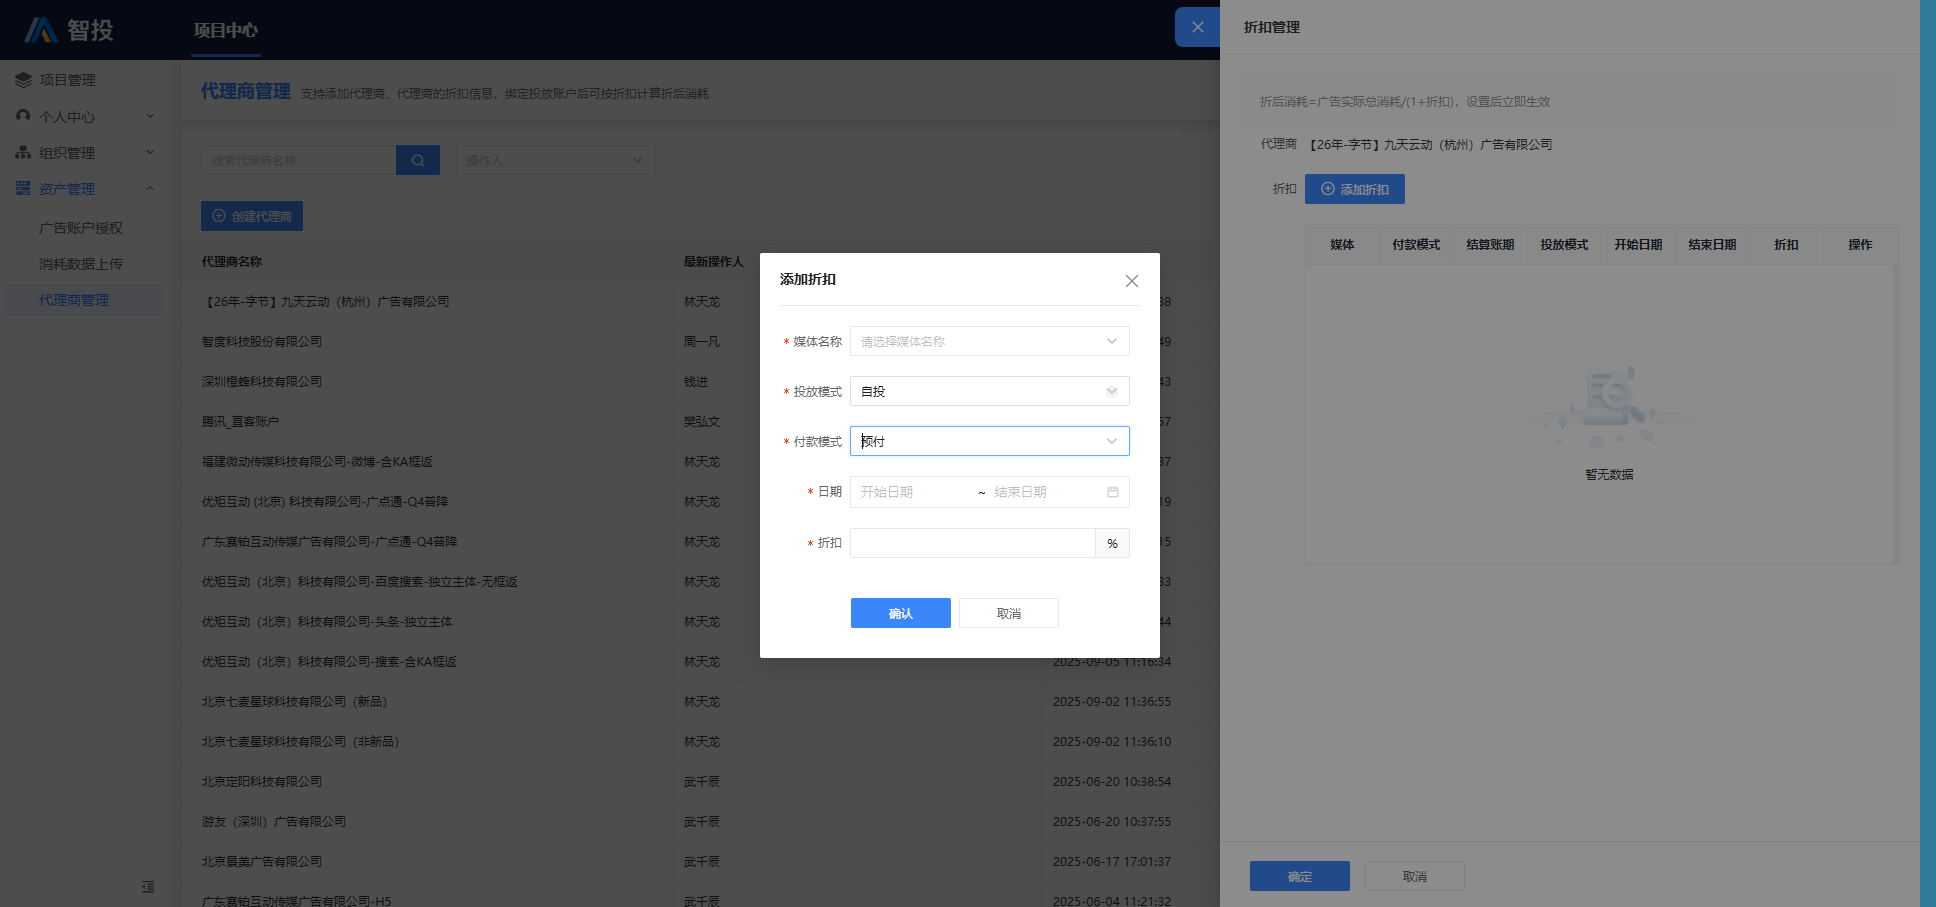 智投
项目中心
项目管理
个人中心
组织管理
资产管理
广告账户授权
消耗数据上传
代理商管理
代理商管理 支持添加代理商、代理商的折扣信息，绑定投放账户后可按折扣计算折后消耗
搜索代理商名称 操作人
创建代理商
代理商名称 最新操作人
【26年-字节】九天云动（杭州）广告有限公司 林天龙 38
智度科技股份有限公司 周一凡 49
深圳橙蜂科技有限公司 钱进 43
腾讯_直客账户 樊弘文 57
福建微动传媒科技有限公司-微博-含KA框返 林天龙 37
优矩互动 (北京) 科技有限公司-广点通-Q4普降 林天龙 19
广东赛铂互动传媒广告有限公司-广点通-Q4普降 林天龙 15
优矩互动（北京）科技有限公司-百度搜索-独立主体-无框返 林天龙 33
优矩互动（北京）科技有限公司-头条-独立主体 林天龙 44
优矩互动（北京）科技有限公司-搜索-含KA框返 林天龙 2025-09-05 11:16:34
北京七麦星球科技有限公司（新品） 林天龙 2025-09-02 11:36:55
北京七麦星球科技有限公司（非新品） 林天龙 2025-09-02 11:36:10
北京定阳科技有限公司 武千辰 2025-06-20 10:38:54
游友（深圳）广告有限公司 武千辰 2025-06-20 10:37:55
北京景美广告有限公司 武千辰 2025-06-17 17:01:37
广东赛铂互动传媒广告有限公司-H5 武千辰 2025-06-04 11:21:32
添加折扣
* 媒体名称 请选择媒体名称
* 投放模式 自投
* 付款模式 预付
* 日期 开始日期 ~ 结束日期
* 折扣 %
确认 取消
折扣管理
折后消耗=广告实际总消耗/(1+折扣)，设置后立即生效
代理商 【26年-字节】九天云动（杭州）广告有限公司
折扣 添加折扣
媒体 付款模式 结算账期 投放模式 开始日期 结束日期 折扣 操作
暂无数据
确定 取消